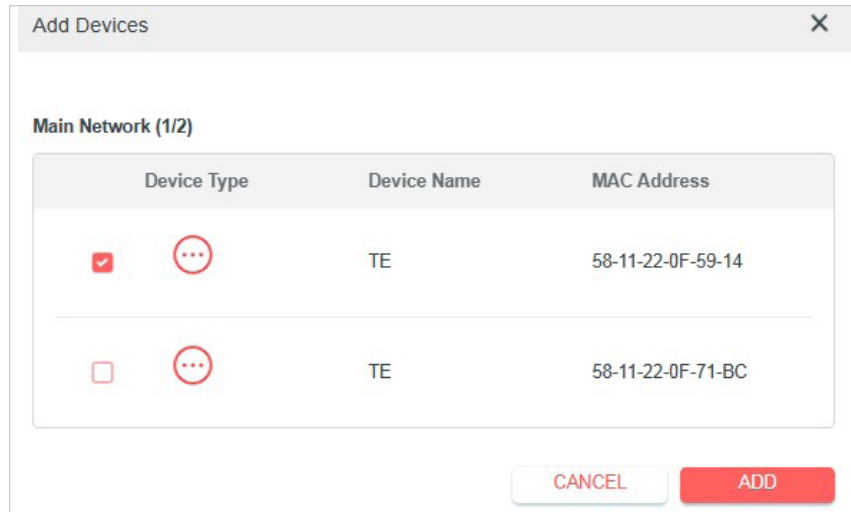 Add Devices
Main Network (1/2)
Device Type Device Name MAC Address
TE 58-11-22-0F-59-14
TE 58-11-22-0F-71-BC
CANCEL ADD